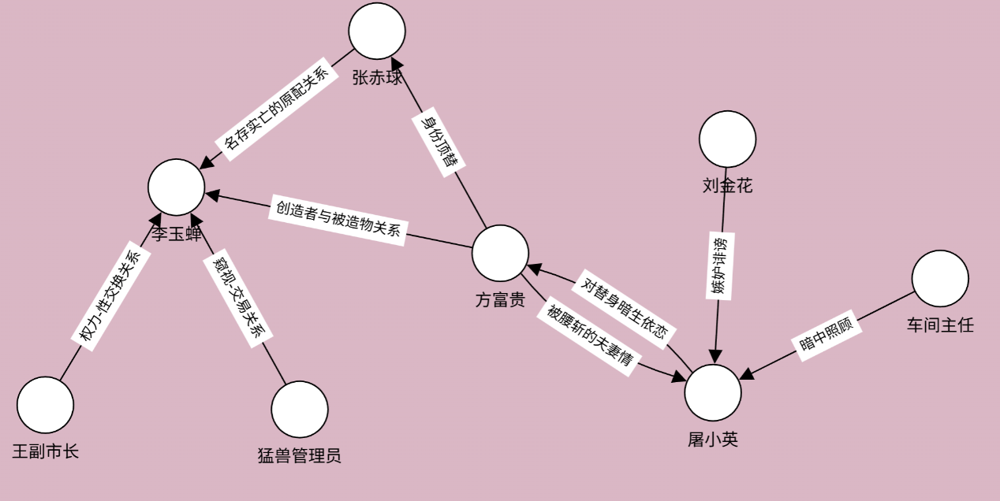 张赤球
名存实亡的原配关系
身份顶替
刘金花
李玉蝉
创造者与被造物关系
嫉妒诽谤
权力-性交换关系
窥视-交易关系
方富贵
对替身暗生依恋
被腰斩的夫妻情
暗中照顾
车间主任
屠小英
王副市长
猛兽管理员